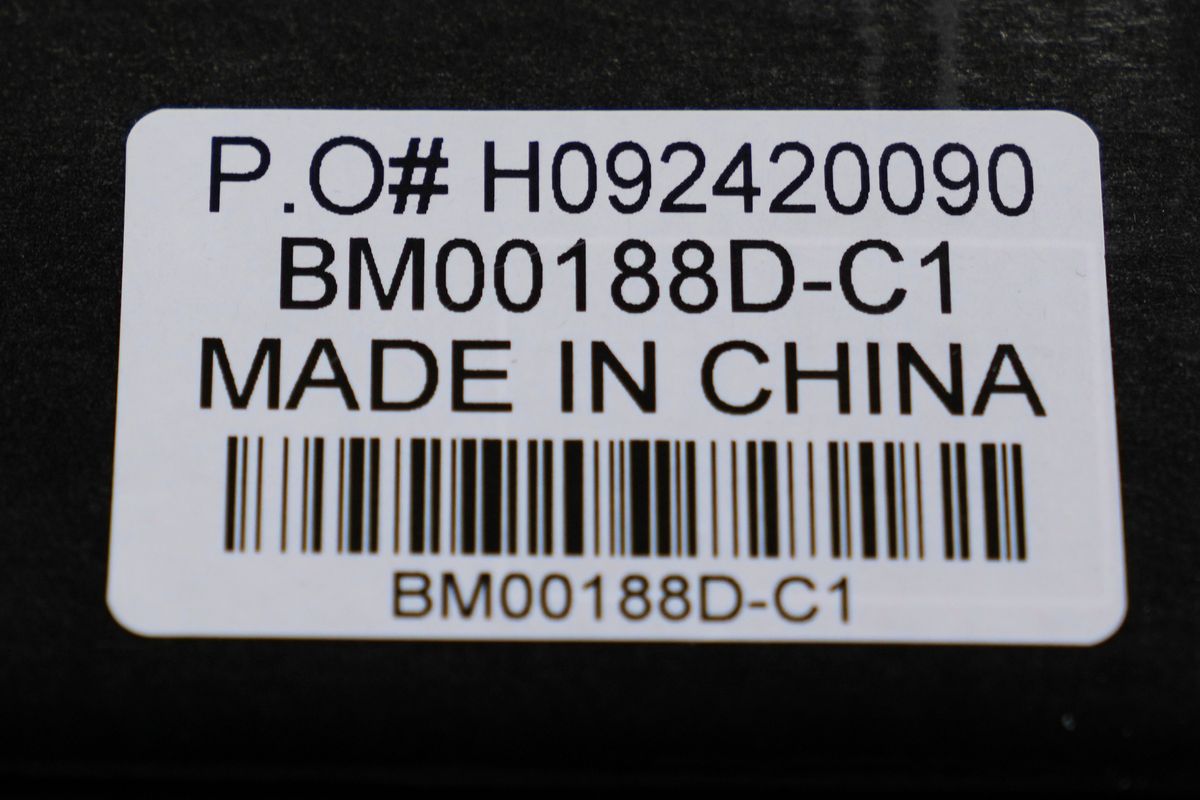 P.O# H092420090
BM00188D-C1
MADE IN CHINA
BM00188D-C1